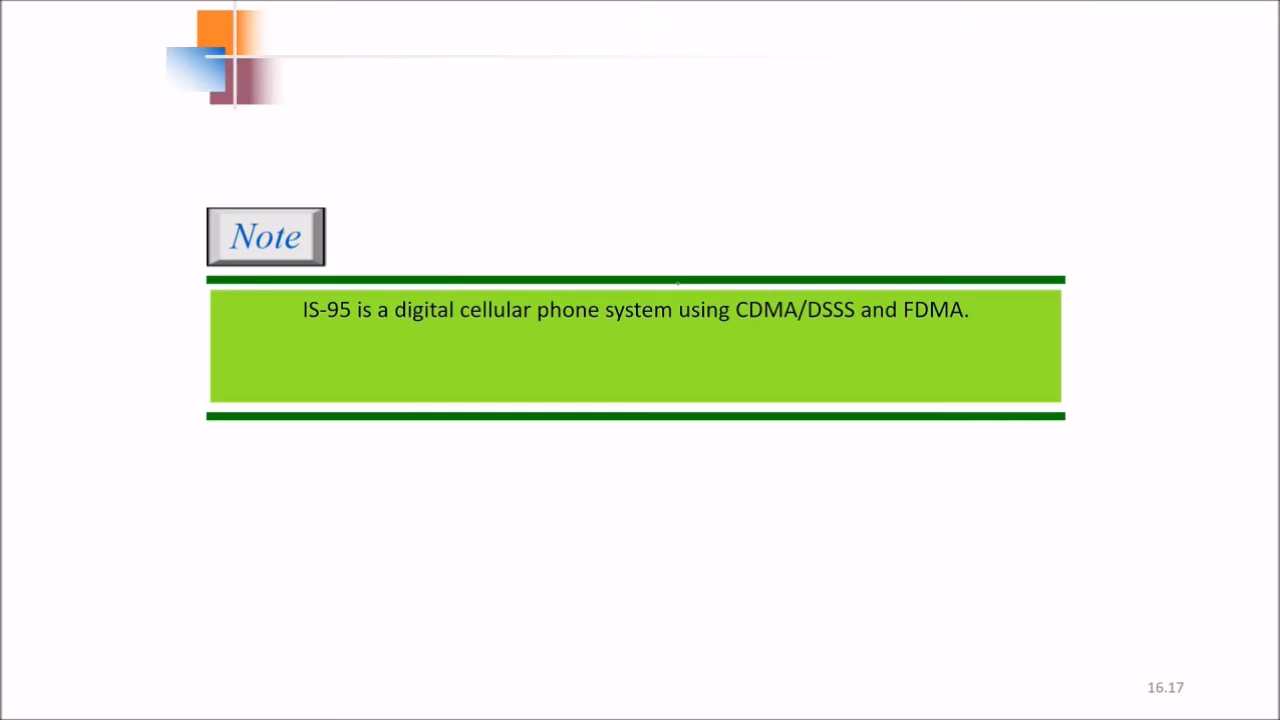 Note
IS-95 is a digital cellular phone system using CDMA/DSSS and FDMA.
16.17